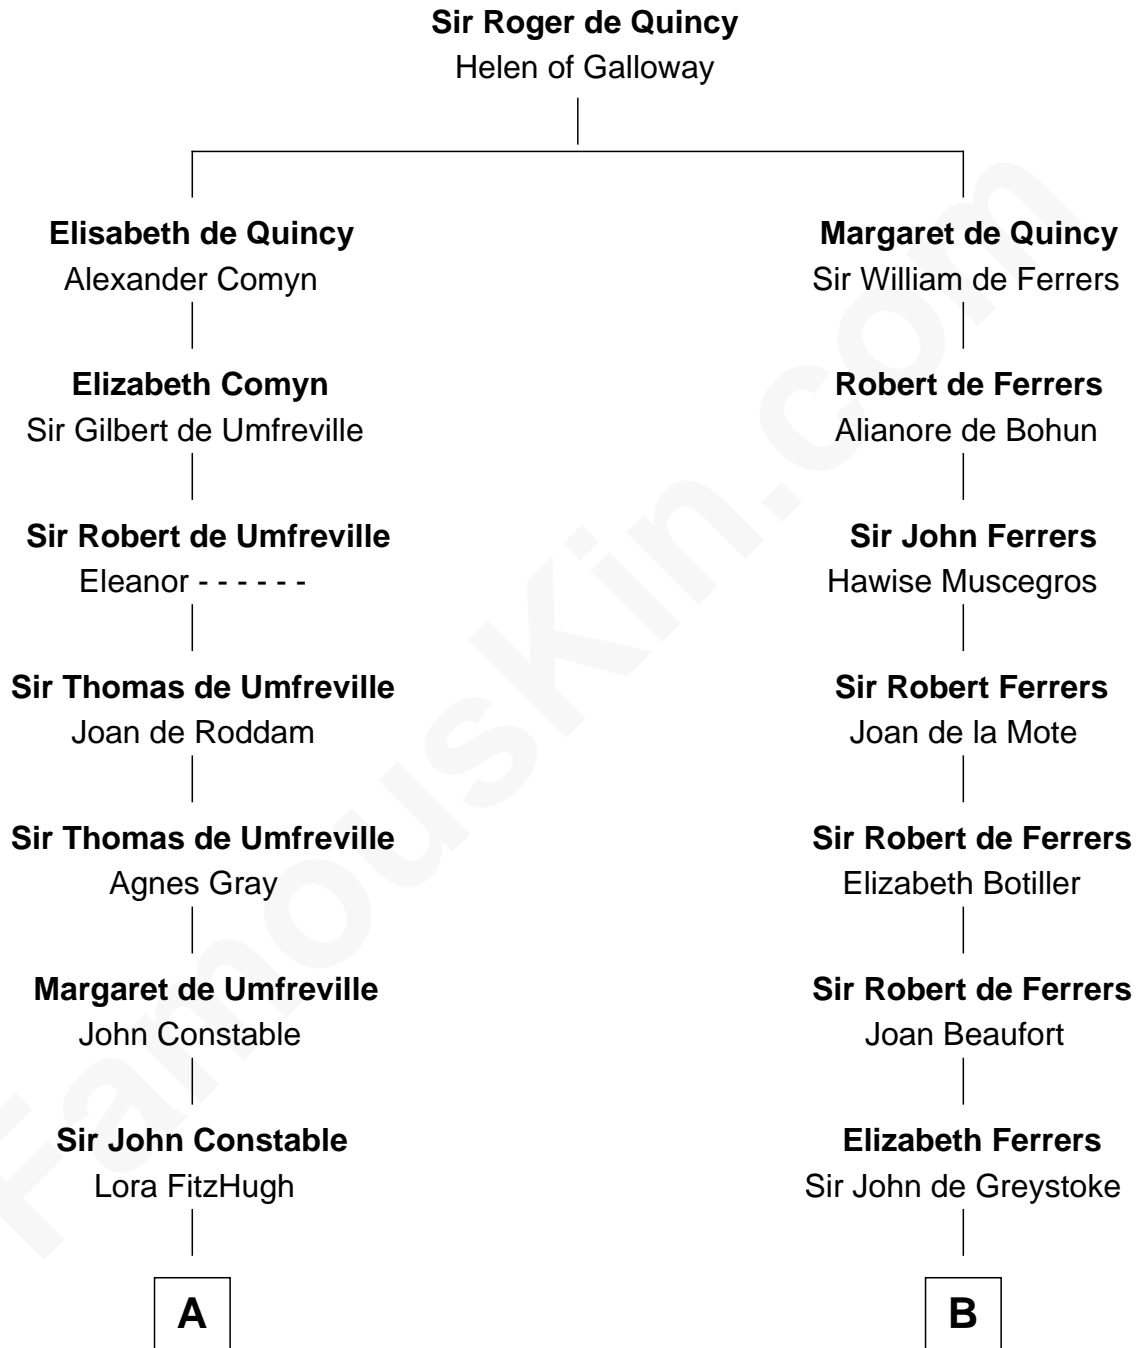 Sir Roger de Quincy
Helen of Galloway
Elisabeth de Quincy
Alexander Comyn
Margaret de Quincy
Sir William de Ferrers
Elizabeth Comyn
Sir Gilbert de Umfreville
Robert de Ferrers
Alianore de Bohun
Sir Robert de Umfreville
Eleanor - - - - - -
Sir John Ferrers
Hawise Muscegros
Sir Thomas de Umfreville
Joan de Roddam
Sir Robert Ferrers
Joan de la Mote
Sir Thomas de Umfreville
Agnes Gray
Sir Robert de Ferrers
Elizabeth Botiller
Margaret de Umfreville
John Constable
Sir Robert de Ferrers
Joan Beaufort
Sir John Constable
Lora FitzHugh
Elizabeth Ferrers
Sir John de Greystoke
A
B
FamousKin.com